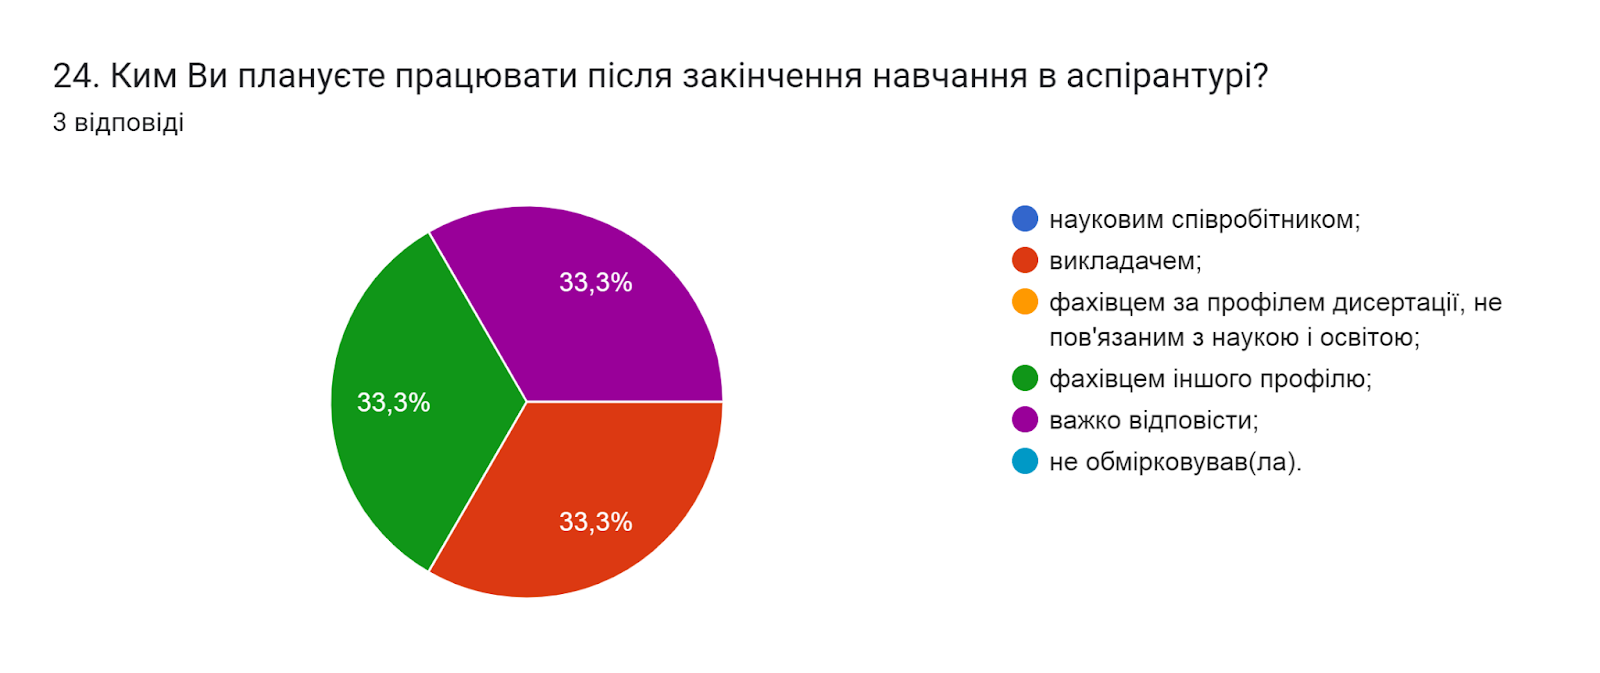 24. Ким Ви плануєте працювати після закінчення навчання в аспірантурі?
3 відповіді
науковим співробітником;
викладачем;
фахівцем за профілем дисертації, не
пов'язаним з наукою і освітою;
фахівцем іншого профілю;
важко відповісти;
не обмірковував(ла).
33,3%
33,3%
33,3%